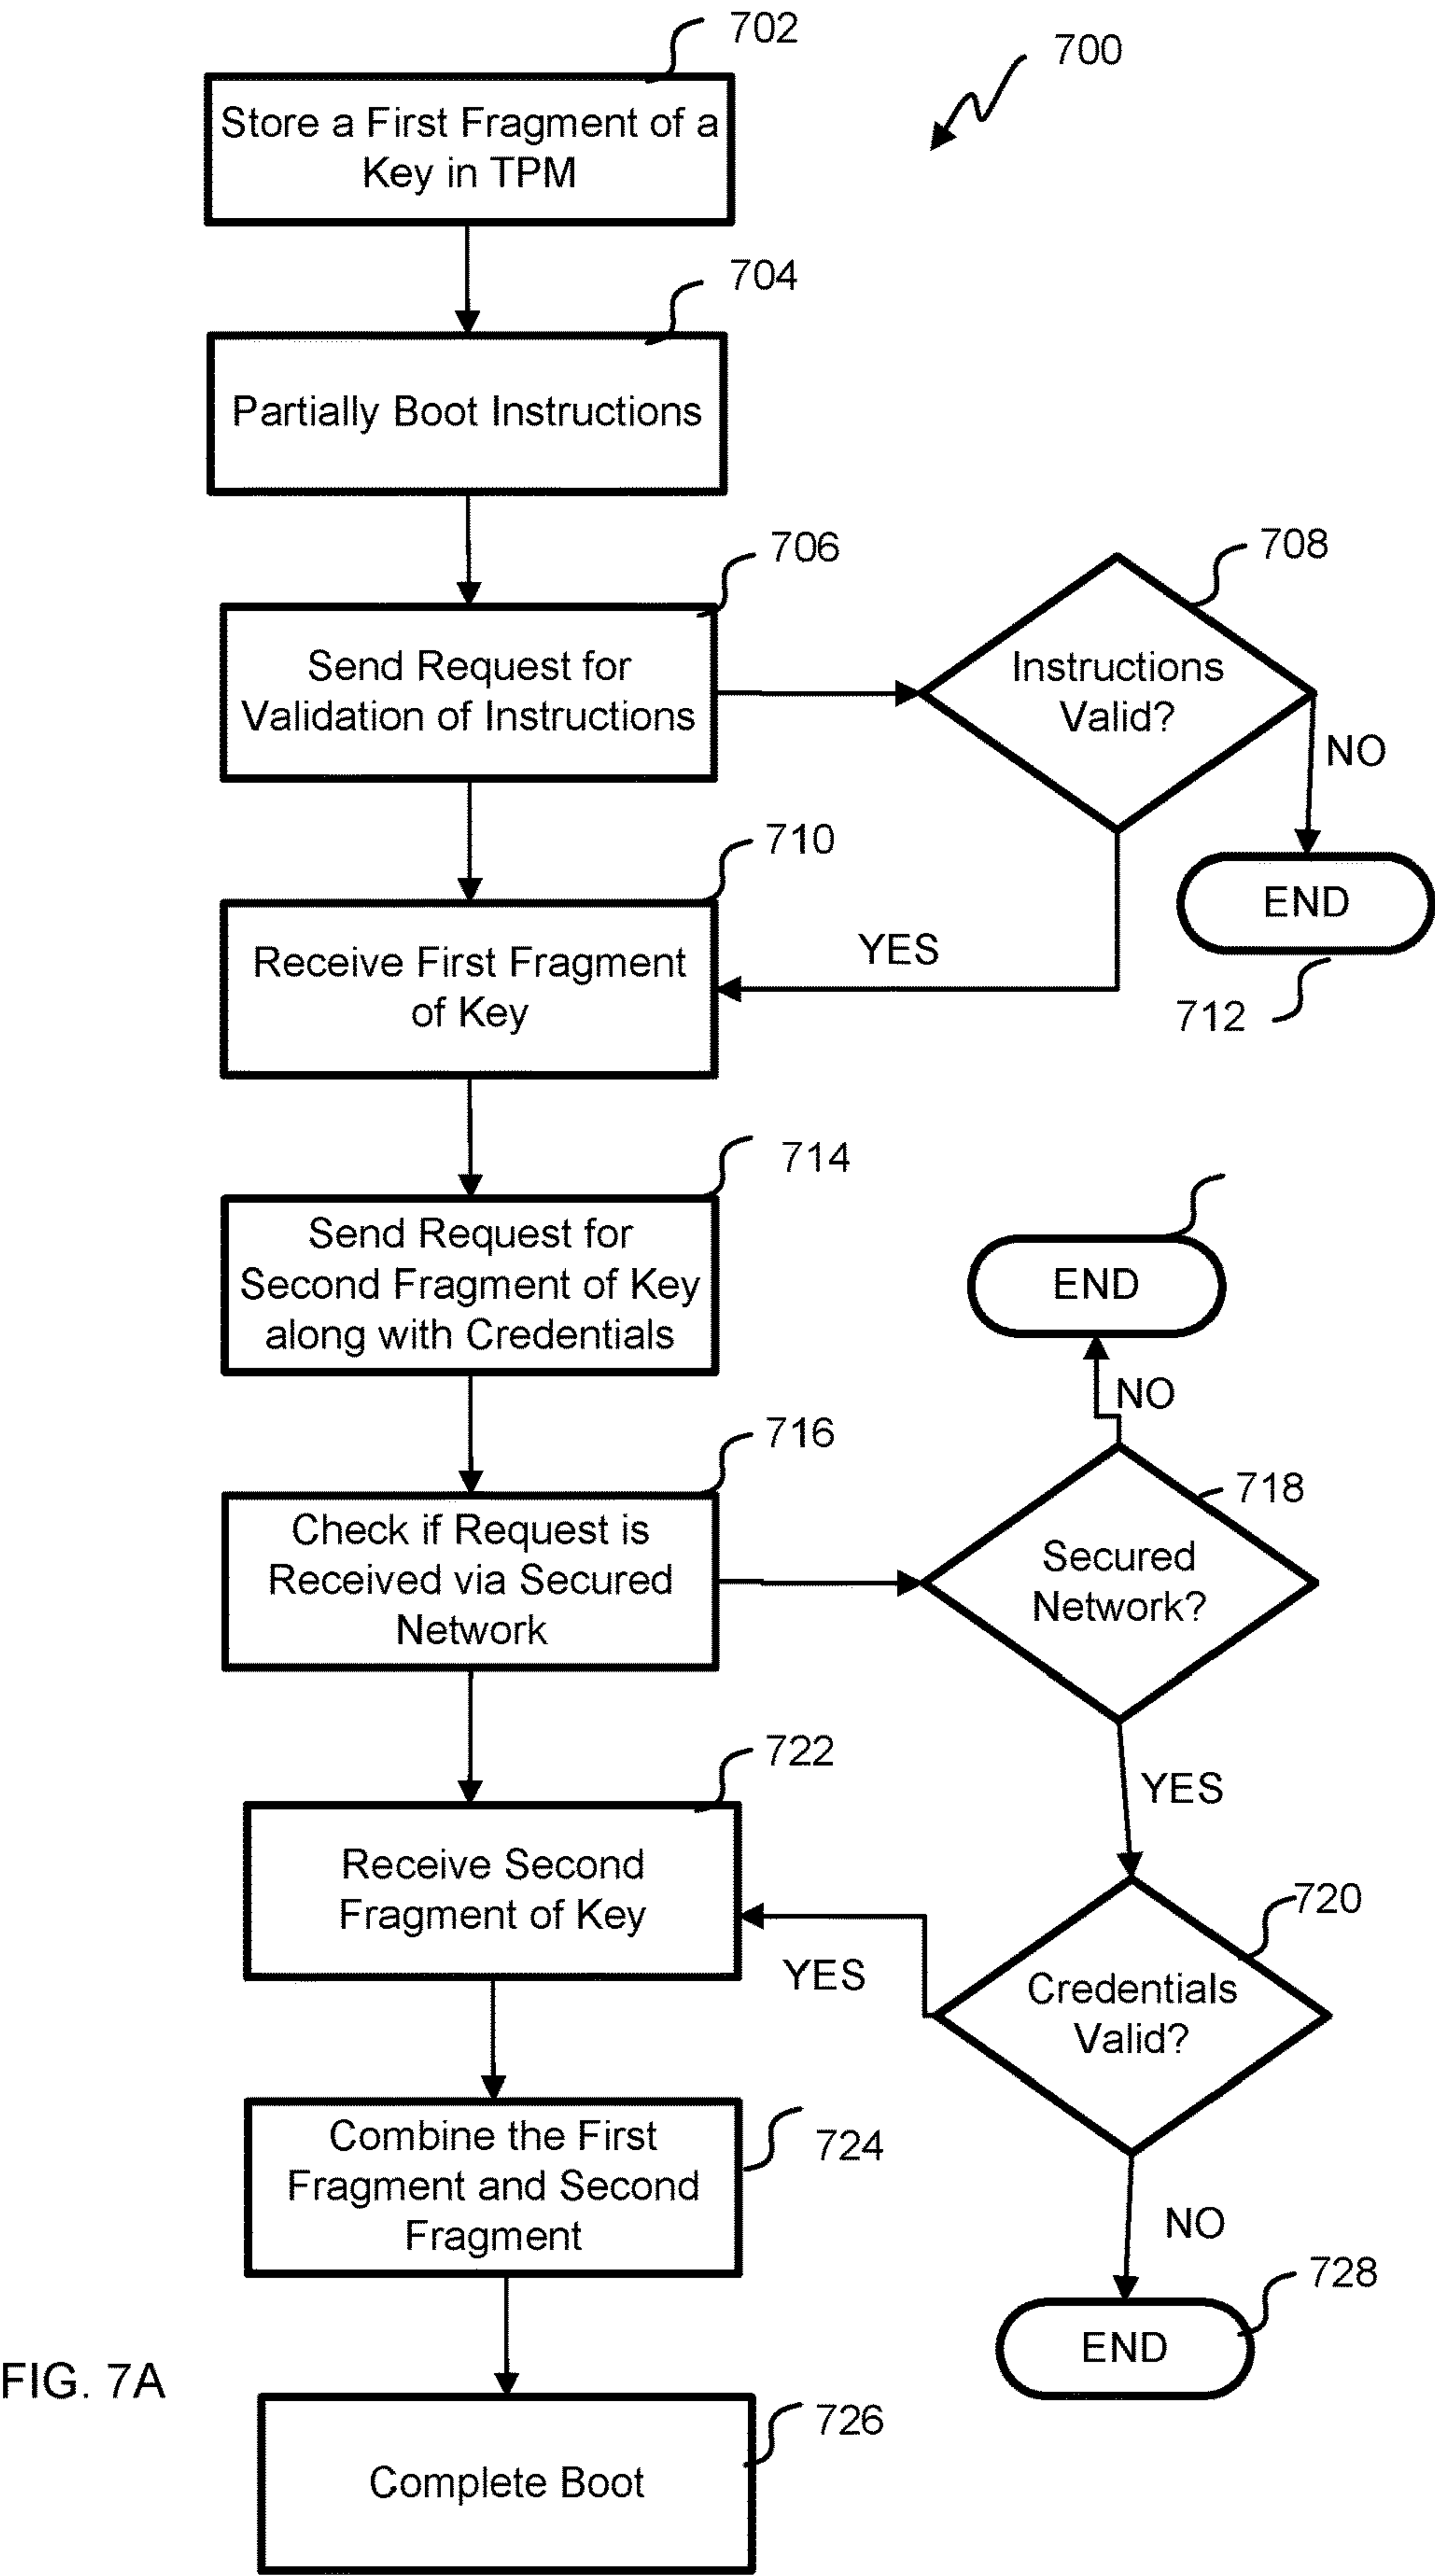 702
700
Store a First Fragment of a
Key in TPM
704
Partially Boot Instructions
706
708
Send Request for
Validation of Instructions
Instructions
Valid?
NO
710
END
Receive First Fragment
of Key
YES
712
714
Send Request for
Second Fragment of Key
along with Credentials
END
NO
716
718
Check if Request is
Received via Secured
Network
Secured
Network?
722
YES
Receive Second
Fragment of Key
720
YES
Credentials
Valid?
Combine the First
Fragment and Second
Fragment
724
NO
728
END
FIG. 7A
726
Complete Boot